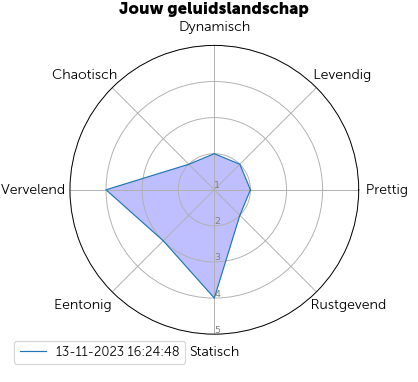 Jouw geluidslandschap
Dynamisch
Chaotisch
Levendig
Vervelend
1
Prettig
2
3
4
Eentonig
Rustgevend
5
13-11-2023 16:24:48
Statisch